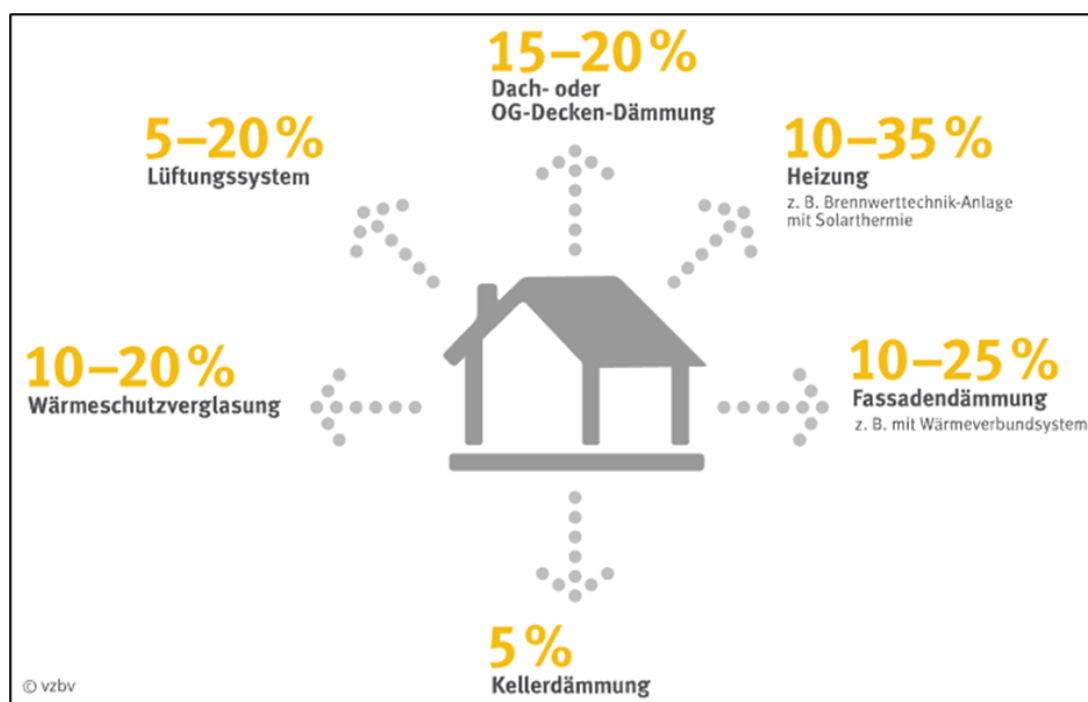 15–20 %
Dach- oder
OG-Decken-Dämmung
5–20 %
Lüftungssystem
10–35 %
Heizung
z. B. Brennwerttechnik-Anlage
mit Solarthermie
10–20 %
Wärmeschutzverglasung
10–25 %
Fassadendämmung
z. B. mit Wärmeverbundsystem
5 %
Kellerdämmung
© vzbv